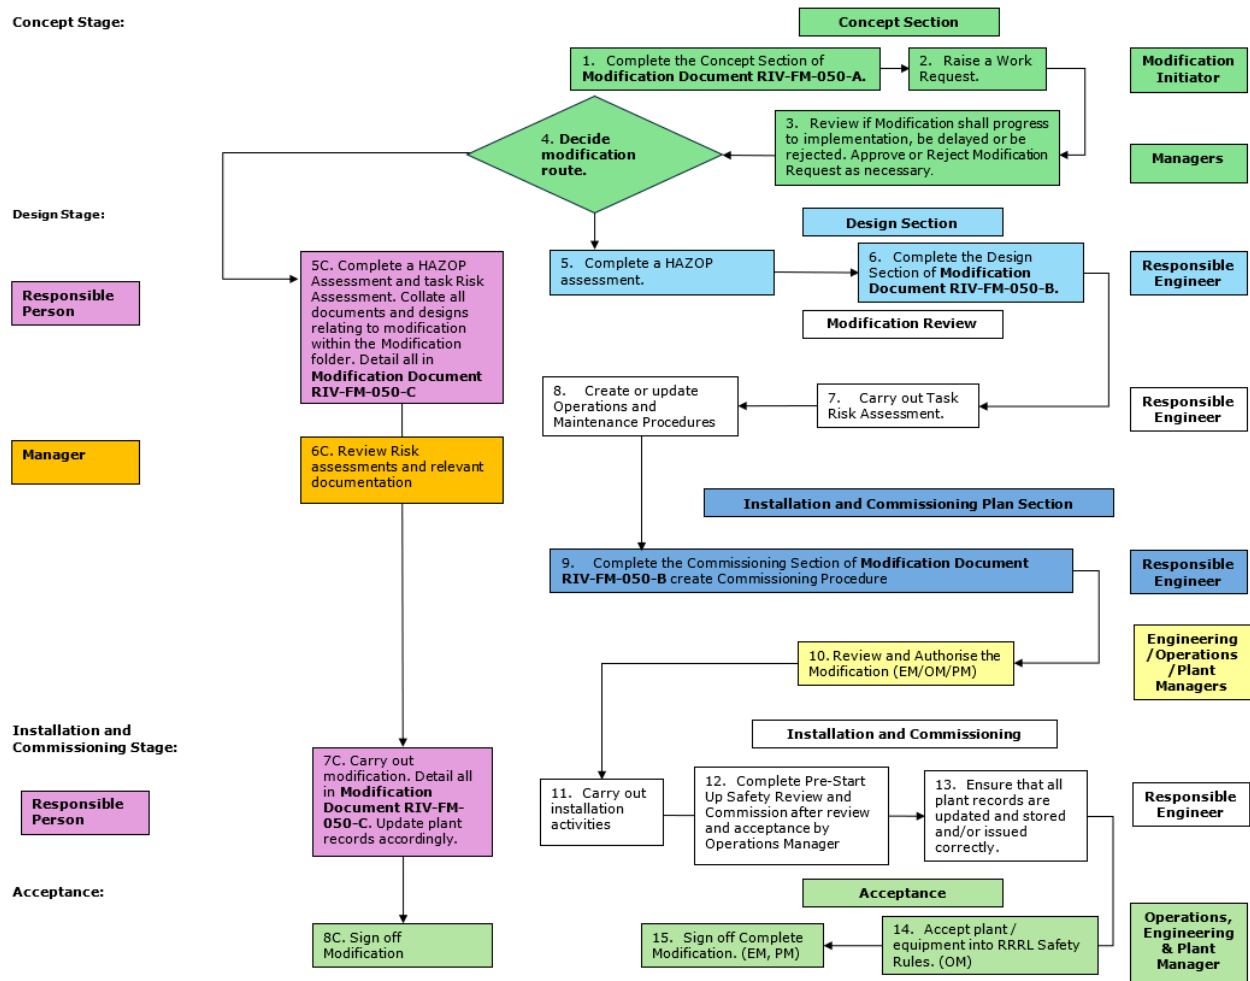 Concept Stage:
Concept Section
1. Complete the Concept Section of
Modification Document RIV-FM-050-A.
2. Raise a Work
Request.
Modification
Initiator
3. Review if Modification shall progress
to implementation, be delayed or be
rejected. Approve or Reject Modification
Request as necessary.
Managers
4. Decide
modification
route.
Design Stage:
Design Section
5C. Complete a HAZOP
Assessment and task Risk
Assessment. Collate all
documents and designs
relating to modification
within the Modification
folder. Detail all in
Modification Document
RIV-FM-050-C
Responsible
Person
5. Complete a HAZOP
assessment.
6. Complete the Design
Section of Modification
Document RIV-FM-050-B.
Responsible
Engineer
Modification Review
8. Create or update
Operations and
Maintenance Procedures
7. Carry out Task
Risk Assessment.
Responsible
Engineer
Manager
6C. Review Risk
assessments and relevant
documentation
Installation and Commissioning Plan Section
9. Complete the Commissioning Section of Modification Document
RIV-FM-050-B create Commissioning Procedure
Responsible
Engineer
10. Review and Authorise the
Modification (EM/OM/PM)
Engineering
/Operations
/Plant
Managers
Installation and
Commissioning Stage:
Installation and Commissioning
7C. Carry out
modification. Detail all
in Modification
Document RIV-FM-
050-C. Update plant
records accordingly.
Responsible
Person
11. Carry out
installation
activities
12. Complete Pre-Start
Up Safety Review and
Commission after review
and acceptance by
Operations Manager
13. Ensure that all
plant records are
updated and stored
and/or issued
correctly.
Responsible
Engineer
Acceptance:
Acceptance
8C. Sign off
Modification
15. Sign off Complete
Modification. (EM, PM)
14. Accept plant /
equipment into RRRL Safety
Rules. (OM)
Operations,
Engineering
& Plant
Manager